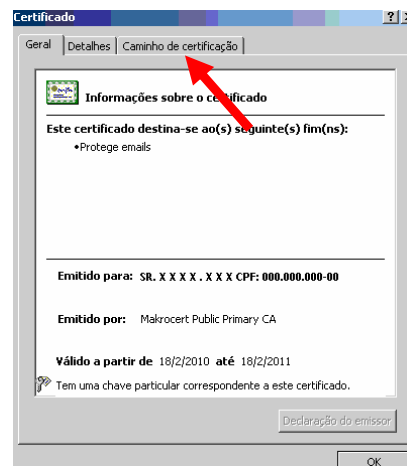 Certificado
Geral Detalhes Caminho de certificação
Informações sobre o certificado
Este certificado destina-se ao(s) seguinte(s) fim(ns):
•Protege emails
Emitido para: SR. X X X X . X X X CPF: 000.000.000-00
Emitido por: Makrocert Public Primary CA
Válido a partir de 18/2/2010 até 18/2/2011
Tem uma chave particular correspondente a este certificado.
Declaração do emissor
OK